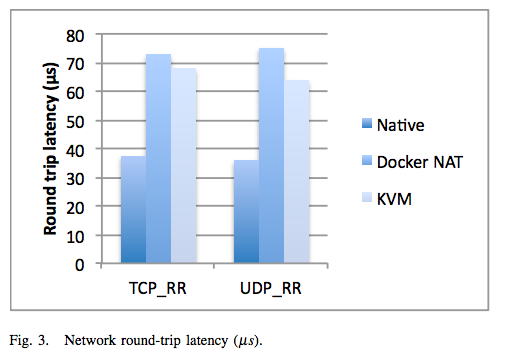 80
70
60
50
40
30
20
10
0
Round trip latency (µs)
TCP_RR
UDP_RR
Native
Docker NAT
KVM
Fig. 3. Network round-trip latency (µs).